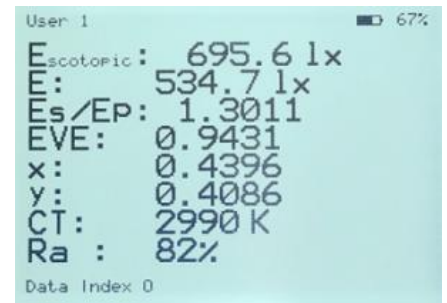 User 1 67%
Escotopic: 695.6 lx
E: 534.7 lx
Es/Ep: 1.3011
EVE: 0.9431
x: 0.4396
y: 0.4086
CT: 2990 K
Ra : 82%
Data Index 0